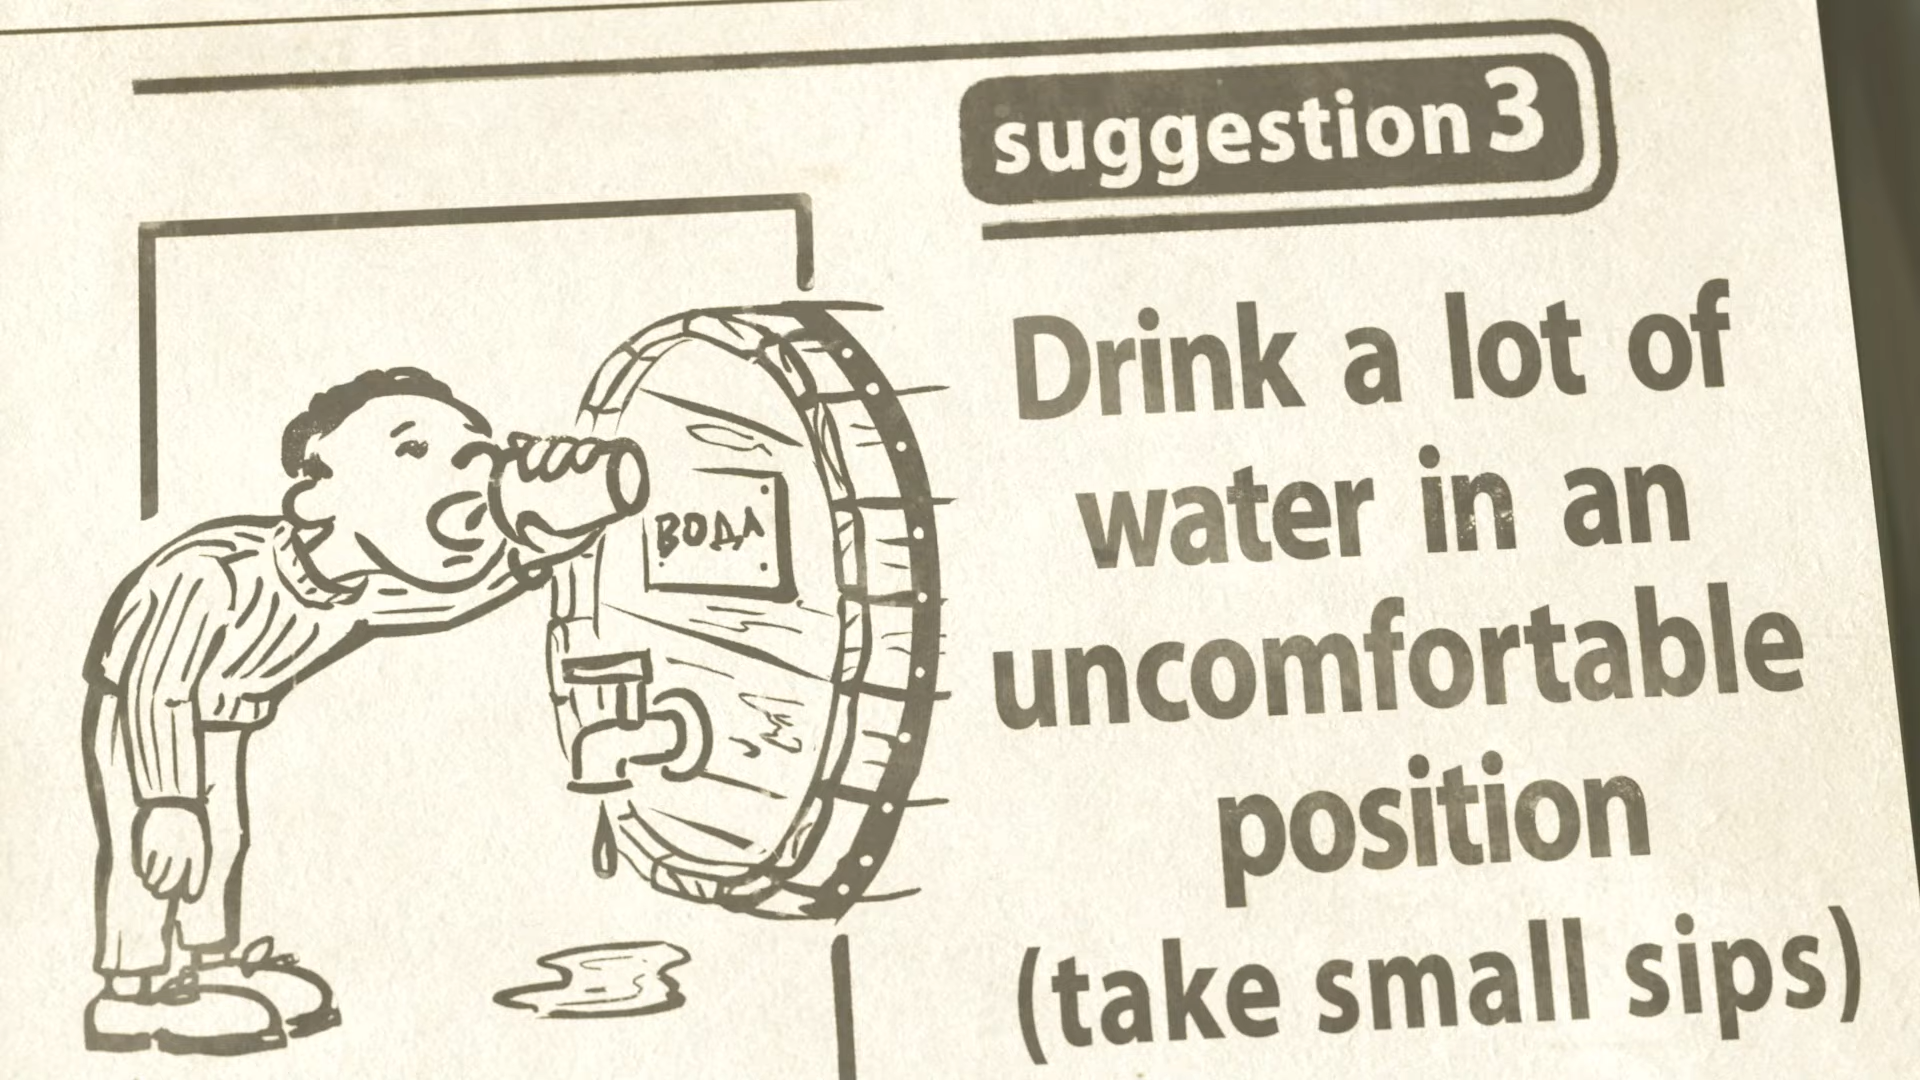 suggestion 3
Drink a lot of
water in an
uncomfortable
position
(take small sips)
ВОДА